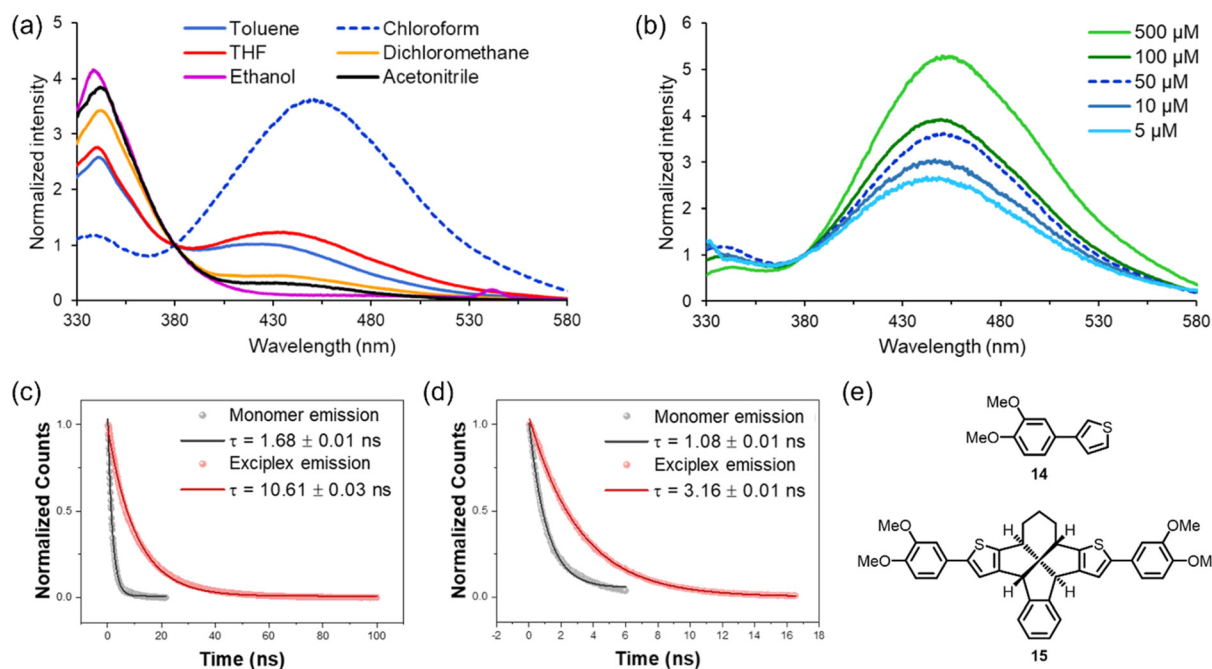 (a)
Normalized intensity
5
4
3
2
1
0
Toluene
THF
Ethanol
Chloroform
Dichloromethane
Acetonitrile
330 380 430 480 530 580
Wavelength (nm)
(b)
Normalized intensity
6
5
4
3
2
1
0
500 µM
100 µM
50 µM
10 µM
5 µM
330 380 430 480 530 580
Wavelength (nm)
(c)
Normalized Counts
1.0
0.5
0.0
Monomer emission
τ = 1.68 ± 0.01 ns
Exciplex emission
τ = 10.61 ± 0.03 ns
0 20 40 60 80 100
Time (ns)
(d)
Normalized Counts
1.0
0.5
0.0
Monomer emission
τ = 1.08 ± 0.01 ns
Exciplex emission
τ = 3.16 ± 0.01 ns
-2 0 2 4 6 8 10 12 14 16 18
Time (ns)
(e)
MeO
MeO
S
14
MeO
MeO
S
H
H
H
H
S
OMe
OM
15